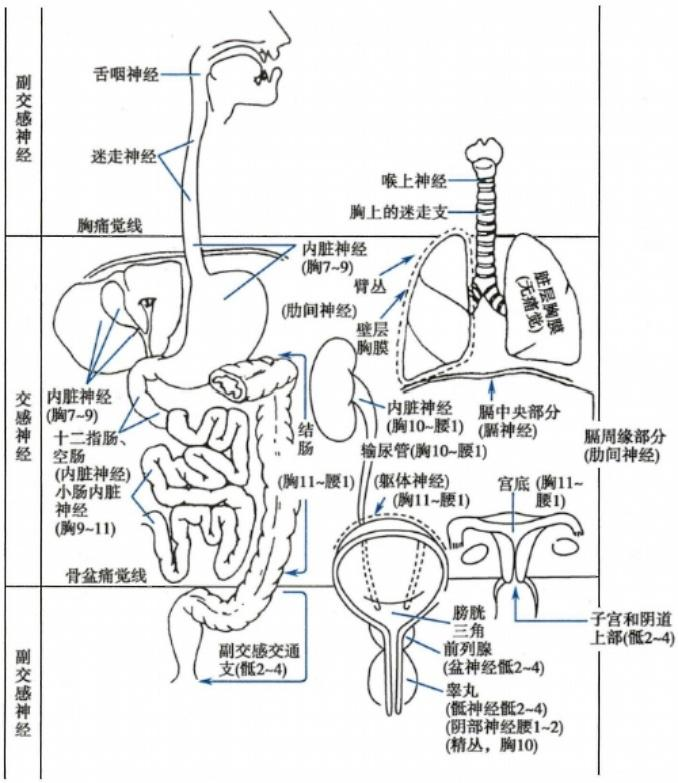 副交感神经
舌咽神经
迷走神经
胸痛觉线
喉上神经
胸上的迷走支
交感神经
内脏神经
(胸7~9)
(肋间神经)
臂丛
壁层
胸膜
脏层胸膜
(无痛觉)
内脏神经
(胸7~9)
十二指肠、
空肠
(内脏神经)
小肠内脏
神经
(胸9~11)
结肠
(胸11~腰1)
内脏神经
(胸10~腰1)
输尿管(胸10~腰1)
(躯体神经)
(胸11~腰1)
膈中央部分
(膈神经)
膈周缘部分
(肋间神经)
宫底 (胸11~
腰1)
骨盆痛觉线
副交感神经
副交感交通
支(骶2~4)
膀胱
三角
前列腺
(盆神经骶2~4)
睾丸
(骶神经骶2~4)
(阴部神经腰1~2)
(精丛，胸10)
子宫和阴道
上部(骶2~4)